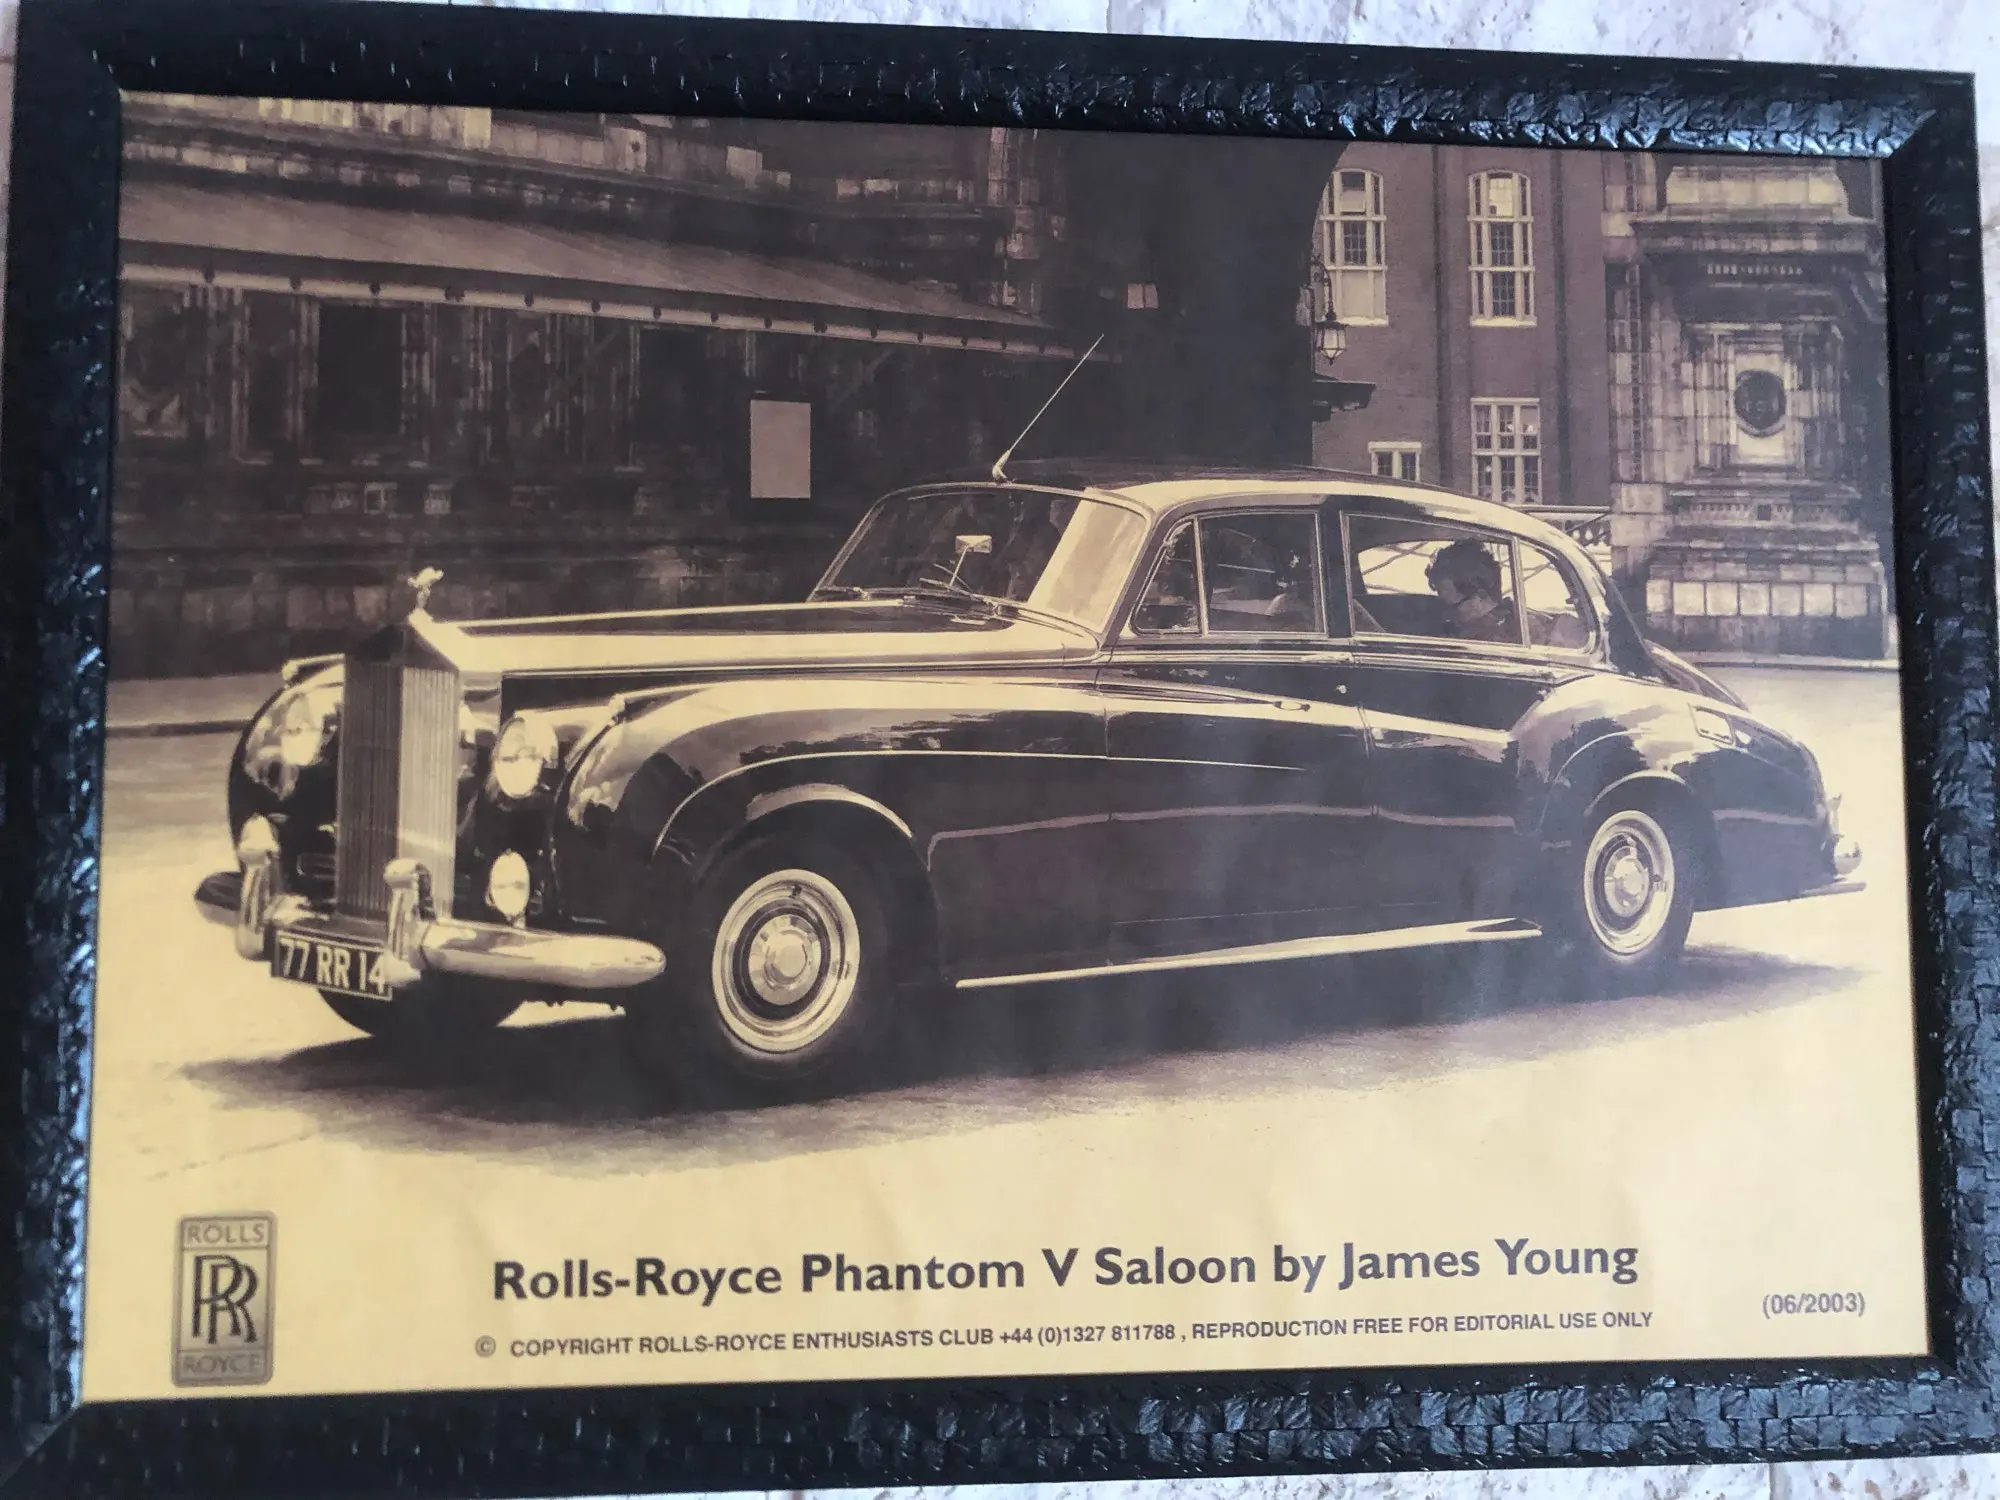 77 RR 14
ROLLS
RR
ROYCE
Rolls-Royce Phantom V Saloon by James Young
(06/2003)
© COPYRIGHT ROLLS-ROYCE ENTHUSIASTS CLUB +44 (0)1327 811788 , REPRODUCTION FREE FOR EDITORIAL USE ONLY